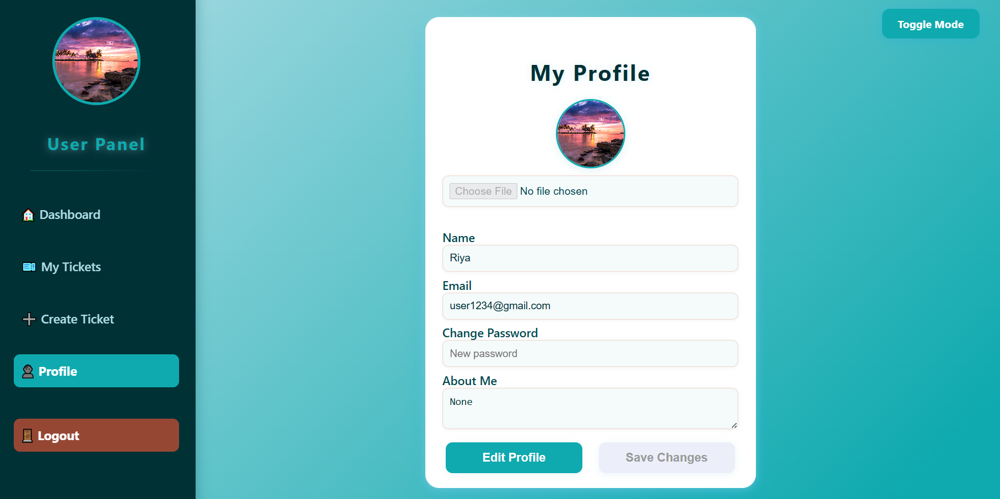 User Panel
Dashboard
My Tickets
Create Ticket
Profile
Logout
Toggle Mode
My Profile
Choose File No file chosen
Name
Riya
Email
user1234@gmail.com
Change Password
New password
About Me
None
Edit Profile
Save Changes